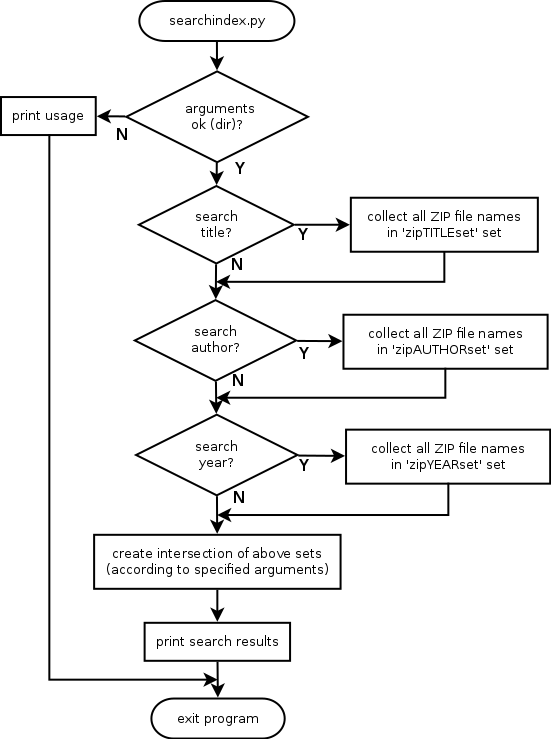 searchindex.py
arguments
ok (dir)?
print usage
N
Y
search
title?
Y
collect all ZIP file names
in 'zipTITLEset' set
N
search
author?
Y
collect all ZIP file names
in 'zipAUTHORset' set
N
search
year?
Y
collect all ZIP file names
in 'zipYEARset' set
N
create intersection of above sets
(according to specified arguments)
print search results
exit program